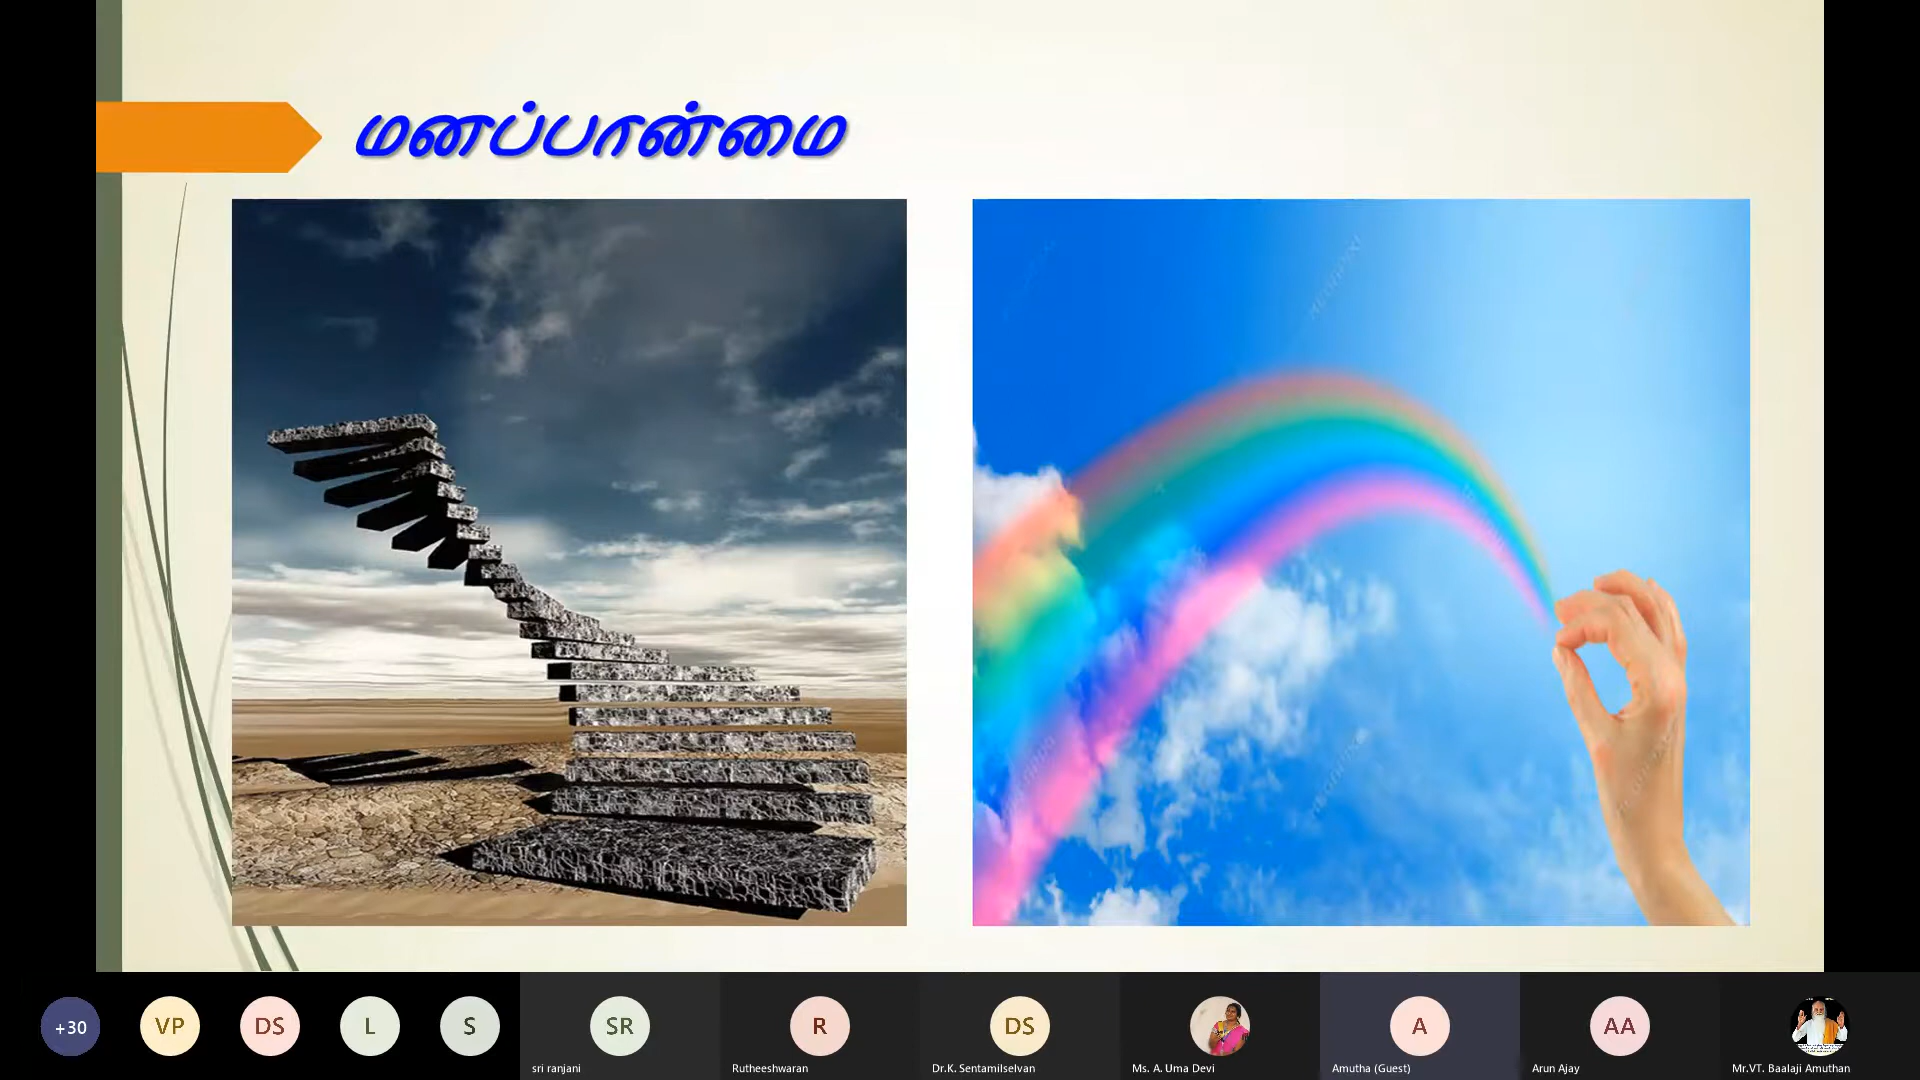 மனப்பான்மை
+30
VP
DS
L
S
SR
R
DS
A
AA
sri ranjani
Rutheeshwaran
Dr.K. Sentamilselvan
Ms. A. Uma Devi
Amutha (Guest)
Arun Ajay
Mr.VT. Baalaji Amuthan